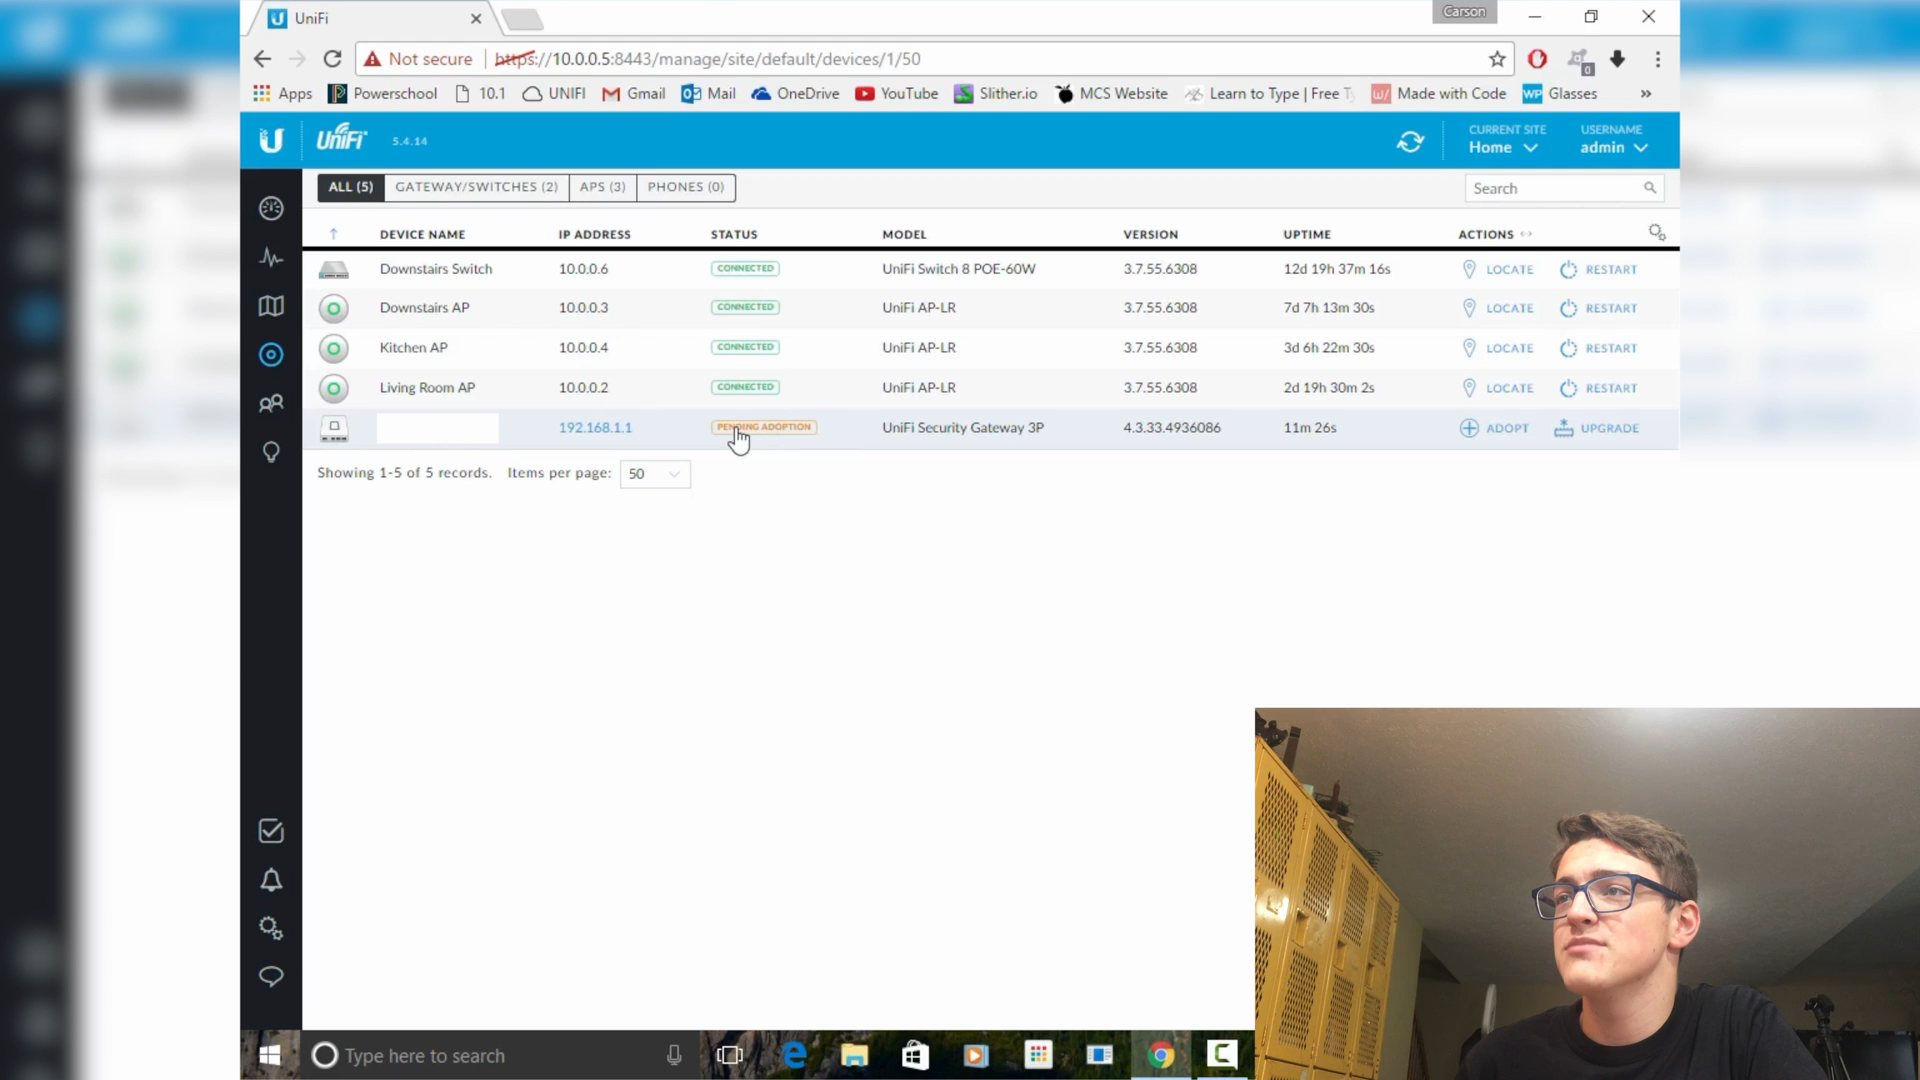 UniFi
Carson
Not secure https://10.0.0.5:8443/manage/site/default/devices/1/50
0
Apps Powerschool 10.1 UNIFI Gmail Mail OneDrive YouTube Slither.io MCS Website Learn to Type | Free Ty Made with Code WP Glasses »
UniFi 5.4.14 CURRENT SITE USERNAME
Home admin
ALL (5) GATEWAY/SWITCHES (2) APS (3) PHONES (0) Search
DEVICE NAME IP ADDRESS STATUS MODEL VERSION UPTIME ACTIONS
Downstairs Switch 10.0.0.6 CONNECTED UniFi Switch 8 POE-60W 3.7.55.6308 12d 19h 37m 16s LOCATE RESTART
Downstairs AP 10.0.0.3 CONNECTED UniFi AP-LR 3.7.55.6308 7d 7h 13m 30s LOCATE RESTART
Kitchen AP 10.0.0.4 CONNECTED UniFi AP-LR 3.7.55.6308 3d 6h 22m 30s LOCATE RESTART
Living Room AP 10.0.0.2 CONNECTED UniFi AP-LR 3.7.55.6308 2d 19h 30m 2s LOCATE RESTART
192.168.1.1 PENDING ADOPTION UniFi Security Gateway 3P 4.3.33.4936086 11m 26s ADOPT UPGRADE
Showing 1-5 of 5 records. Items per page: 50
Type here to search